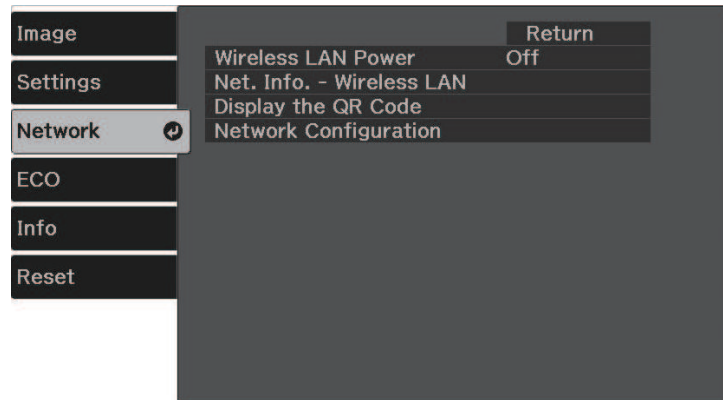 Image
Settings
Network
ECO
Info
Reset
Return
Wireless LAN Power Off
Net. Info. - Wireless LAN
Display the QR Code
Network Configuration